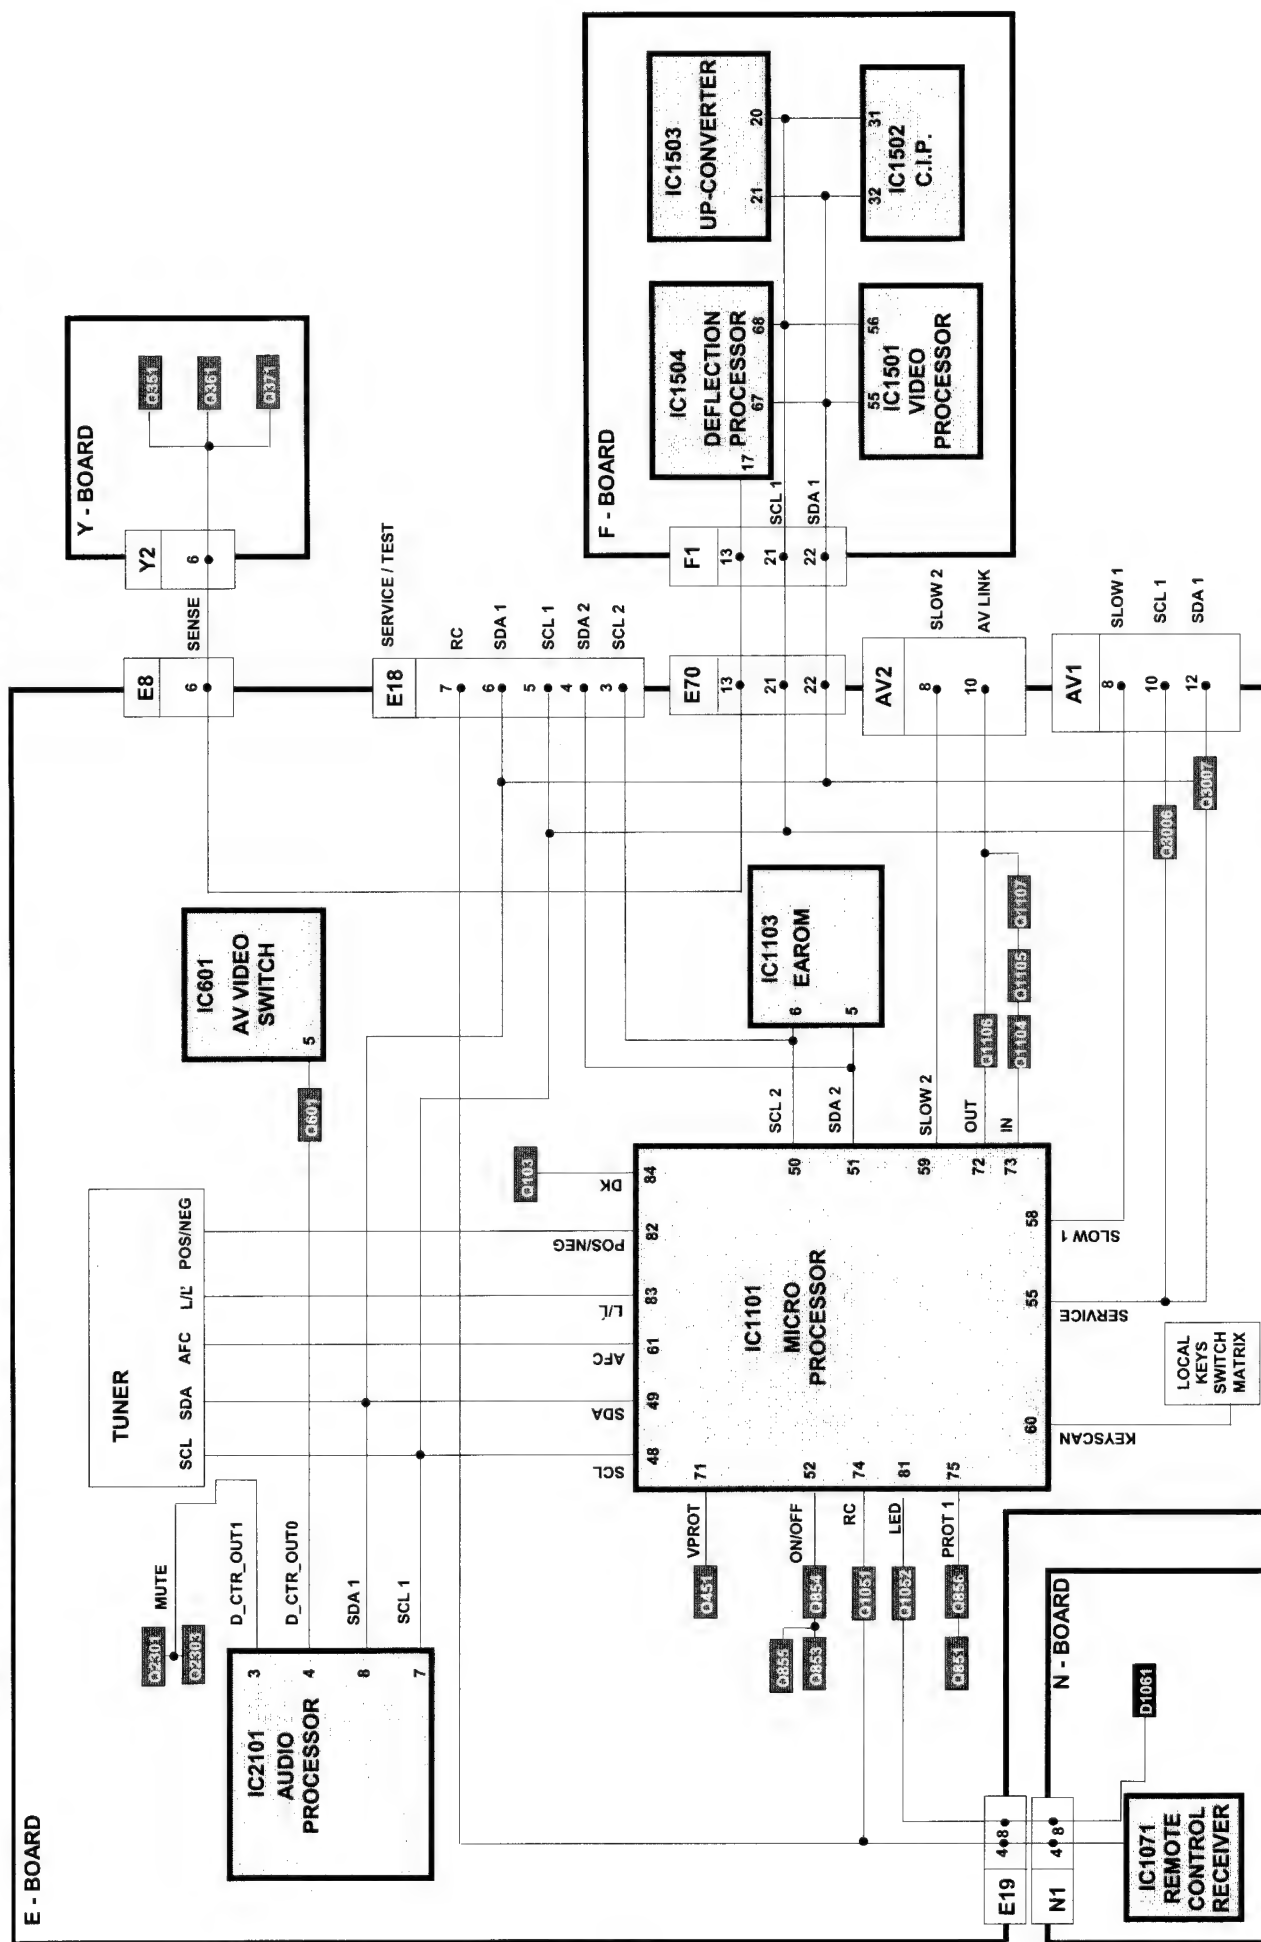 E - BOARD
IC2101
AUDIO
PROCESSOR
3
4
8
7
D_CTR_OUT1
D_CTR_OUT0
SDA 1
SCL 1
MUTE
Q2301
Q2303
TUNER
SCL
SDA
AFC
L/L'
POS/NEG
Q601
IC601
AV VIDEO
SWITCH
5
E8
6
SENSE
Y2
6
Y - BOARD
Q351
Q361
Q371
E18
SERVICE / TEST
7
6
5
4
3
RC
SDA 1
SCL 1
SDA 2
SCL 2
E70
13
21
22
F1
13
21
22
SCL 1
SDA 1
F - BOARD
IC1504
DEFLECTION
PROCESSOR
17
67
68
IC1503
UP-CONVERTER
21
20
IC1501
VIDEO
PROCESSOR
55
56
IC1502
C.I.P.
32
31
AV2
8
10
SLOW 2
AV LINK
AV1
8
10
12
SLOW 1
SCL 1
SDA 1
Q3006
Q3007
IC1103
EAROM
6
5
SCL 2
SDA 2
SLOW 2
OUT
IN
Q1106
Q1104
Q1105
Q1107
Q103
DK
POS/NEG
L/L'
AFC
SDA
SCL
IC1101
MICRO
PROCESSOR
48
49
61
83
82
84
50
51
59
72
73
71
52
74
81
75
60
55
58
VPROT
ON/OFF
RC
LED
PROT 1
Q451
Q854
Q855
Q853
Q1051
Q1052
Q856
Q851
KEYSCAN
SERVICE
SLOW 1
LOCAL
KEYS
SWITCH
MATRIX
E19
4
8
N1
4
8
N - BOARD
D1061
IC1071
REMOTE
CONTROL
RECEIVER